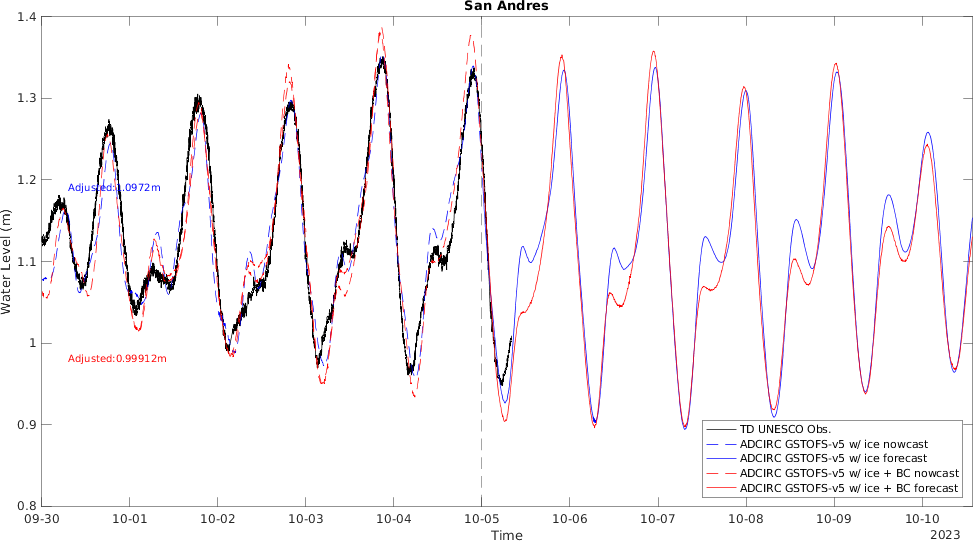 San Andres
1.4
1.3
1.2
1.1
1
0.9
0.8
Water Level (m)
Adjusted:1.0972m
Adjusted:0.99912m
TD UNESCO Obs.
ADCIRC GSTOFS-v5 w/ ice nowcast
ADCIRC GSTOFS-v5 w/ ice forecast
ADCIRC GSTOFS-v5 w/ ice + BC nowcast
ADCIRC GSTOFS-v5 w/ ice + BC forecast
09-30 10-01 10-02 10-03 10-04 10-05 10-06 10-07 10-08 10-09 10-10
Time
2023